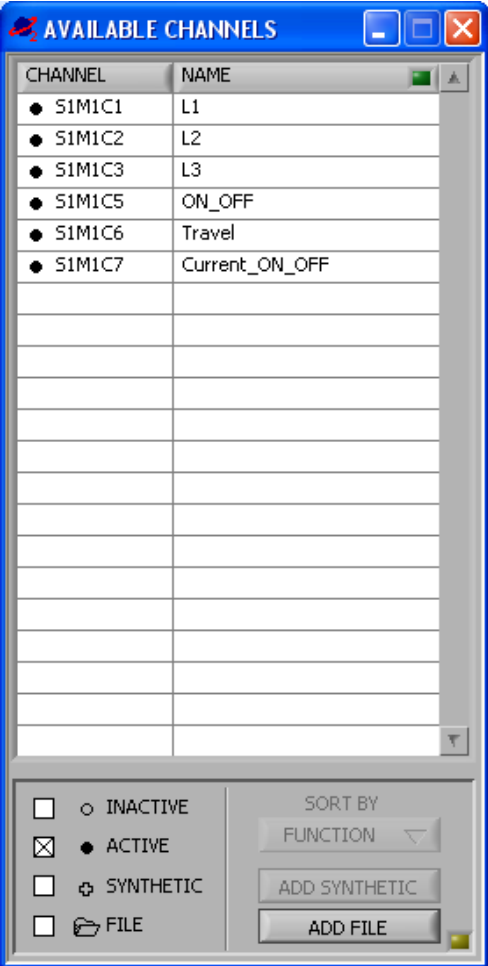 AVAILABLE CHANNELS
CHANNEL NAME
S1M1C1 L1
S1M1C2 L2
S1M1C3 L3
S1M1C5 ON_OFF
S1M1C6 Travel
S1M1C7 Current_ON_OFF
INACTIVE
ACTIVE
SYNTHETIC
FILE
SORT BY
FUNCTION
ADD SYNTHETIC
ADD FILE